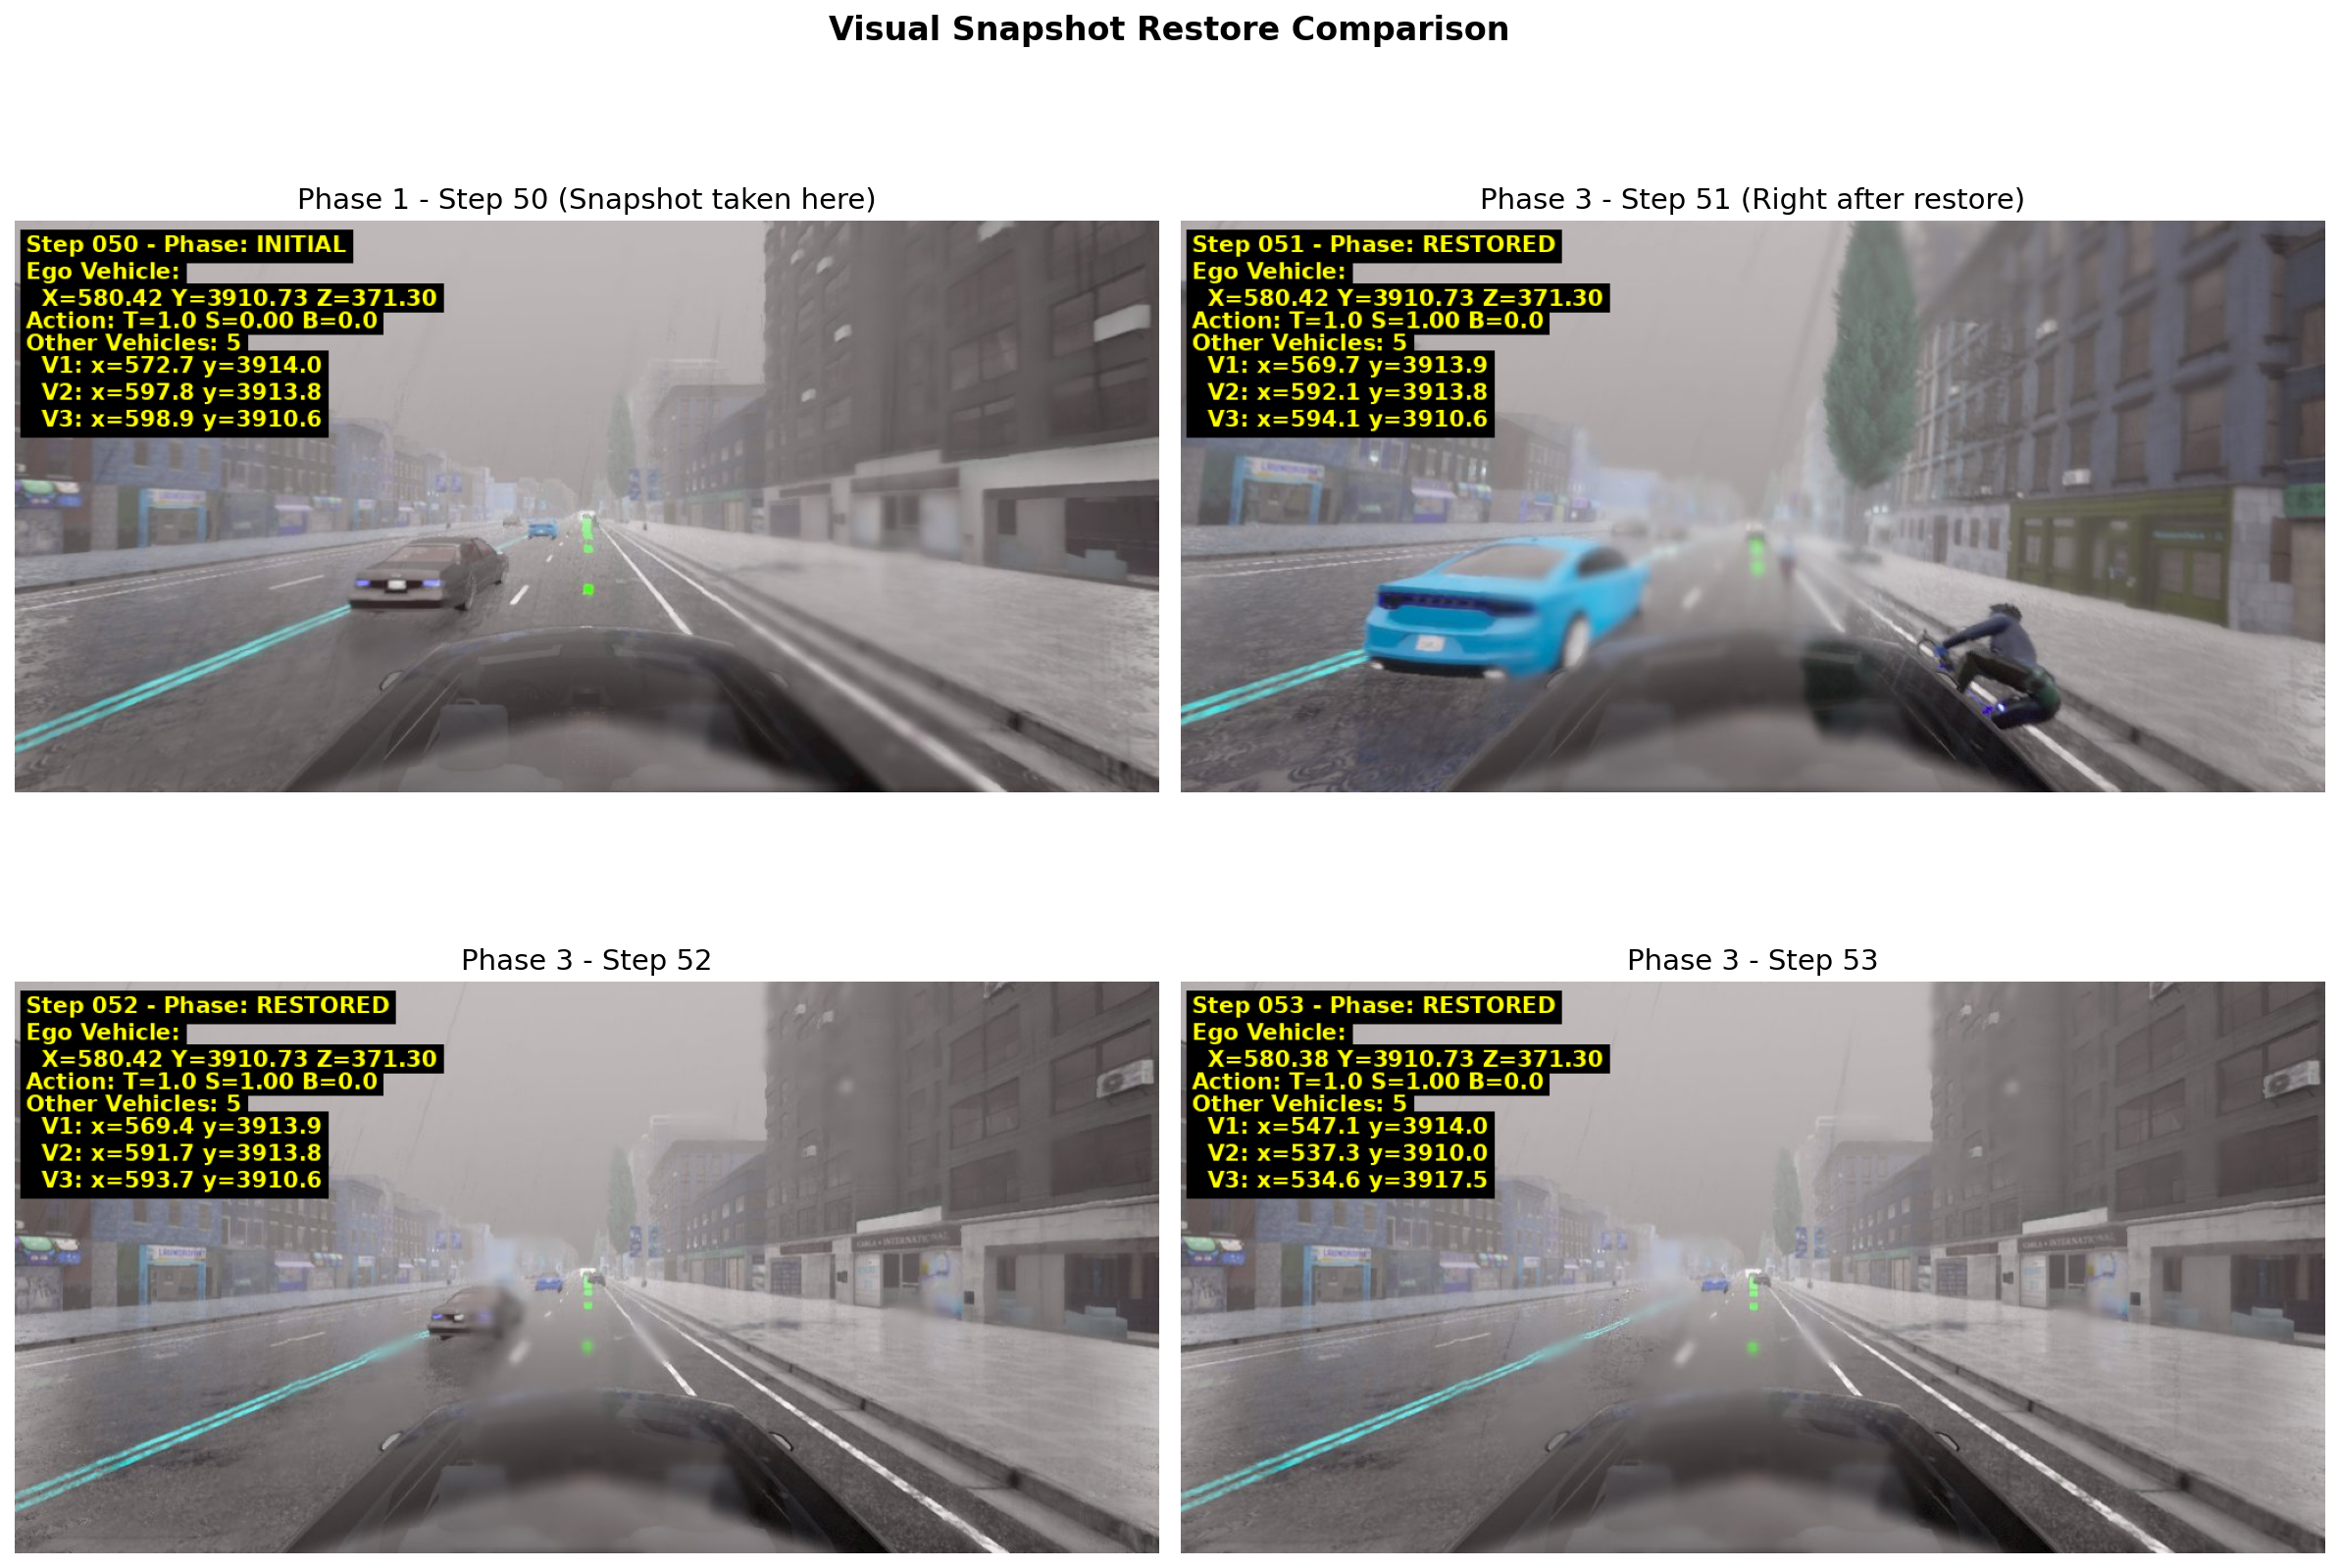 Visual Snapshot Restore Comparison
Phase 1 - Step 50 (Snapshot taken here)
Step 050 - Phase: INITIAL
Ego Vehicle:
X=580.42 Y=3910.73 Z=371.30
Action: T=1.0 S=0.00 B=0.0
Other Vehicles: 5
V1: x=572.7 y=3914.0
V2: x=597.8 y=3913.8
V3: x=598.9 y=3910.6
Phase 3 - Step 51 (Right after restore)
Step 051 - Phase: RESTORED
Ego Vehicle:
X=580.42 Y=3910.73 Z=371.30
Action: T=1.0 S=1.00 B=0.0
Other Vehicles: 5
V1: x=569.7 y=3913.9
V2: x=592.1 y=3913.8
V3: x=594.1 y=3910.6
Phase 3 - Step 52
Step 052 - Phase: RESTORED
Ego Vehicle:
X=580.42 Y=3910.73 Z=371.30
Action: T=1.0 S=1.00 B=0.0
Other Vehicles: 5
V1: x=569.4 y=3913.9
V2: x=591.7 y=3913.8
V3: x=593.7 y=3910.6
LAUNDROMAT
CARLA • INTERNATIONAL
Phase 3 - Step 53
Step 053 - Phase: RESTORED
Ego Vehicle:
X=580.38 Y=3910.73 Z=371.30
Action: T=1.0 S=1.00 B=0.0
Other Vehicles: 5
V1: x=547.1 y=3914.0
V2: x=537.3 y=3910.0
V3: x=534.6 y=3917.5
LAUNDROMAT
CARLA • INTERNATIONAL